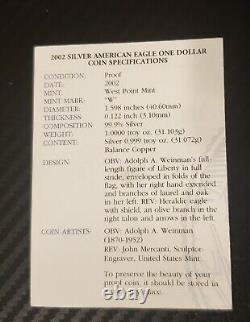 2002 SILVER AMERICAN EAGLE ONE DOLLAR
COIN SPECIFICATIONS
CONDITION: Proof
DATE: 2002
MINT: West Point Mint
MINT MARK: "W"
DIAMETER: 1.598 inches (40.60mm)
THICKNESS 0.122 inch (3.10mm)
COMPOSITION 99.9% Silver
WEIGHT: 1.0000 troy oz. (31.103g)
CONTENT: Silver 0.999 troy oz. (31.072g)
Balance Copper
DESIGN: OBV: Adolph A. Weinman's full-
length figure of Liberty in full
stride, enveloped in folds of the
flag, with her right hand extended
and branches of laurel and oak
in her left. REV: Heraldic eagle
with shield, an olive branch in the
right talon and arrows in the left.
COIN ARTISTS: OBV: Adolph A. Weinman
(1870-1952)
REV: John Mercanti, Sculptor-
Engraver, United States Mint.
To preserve the beauty of your
proof coin, it should be stored in
place.